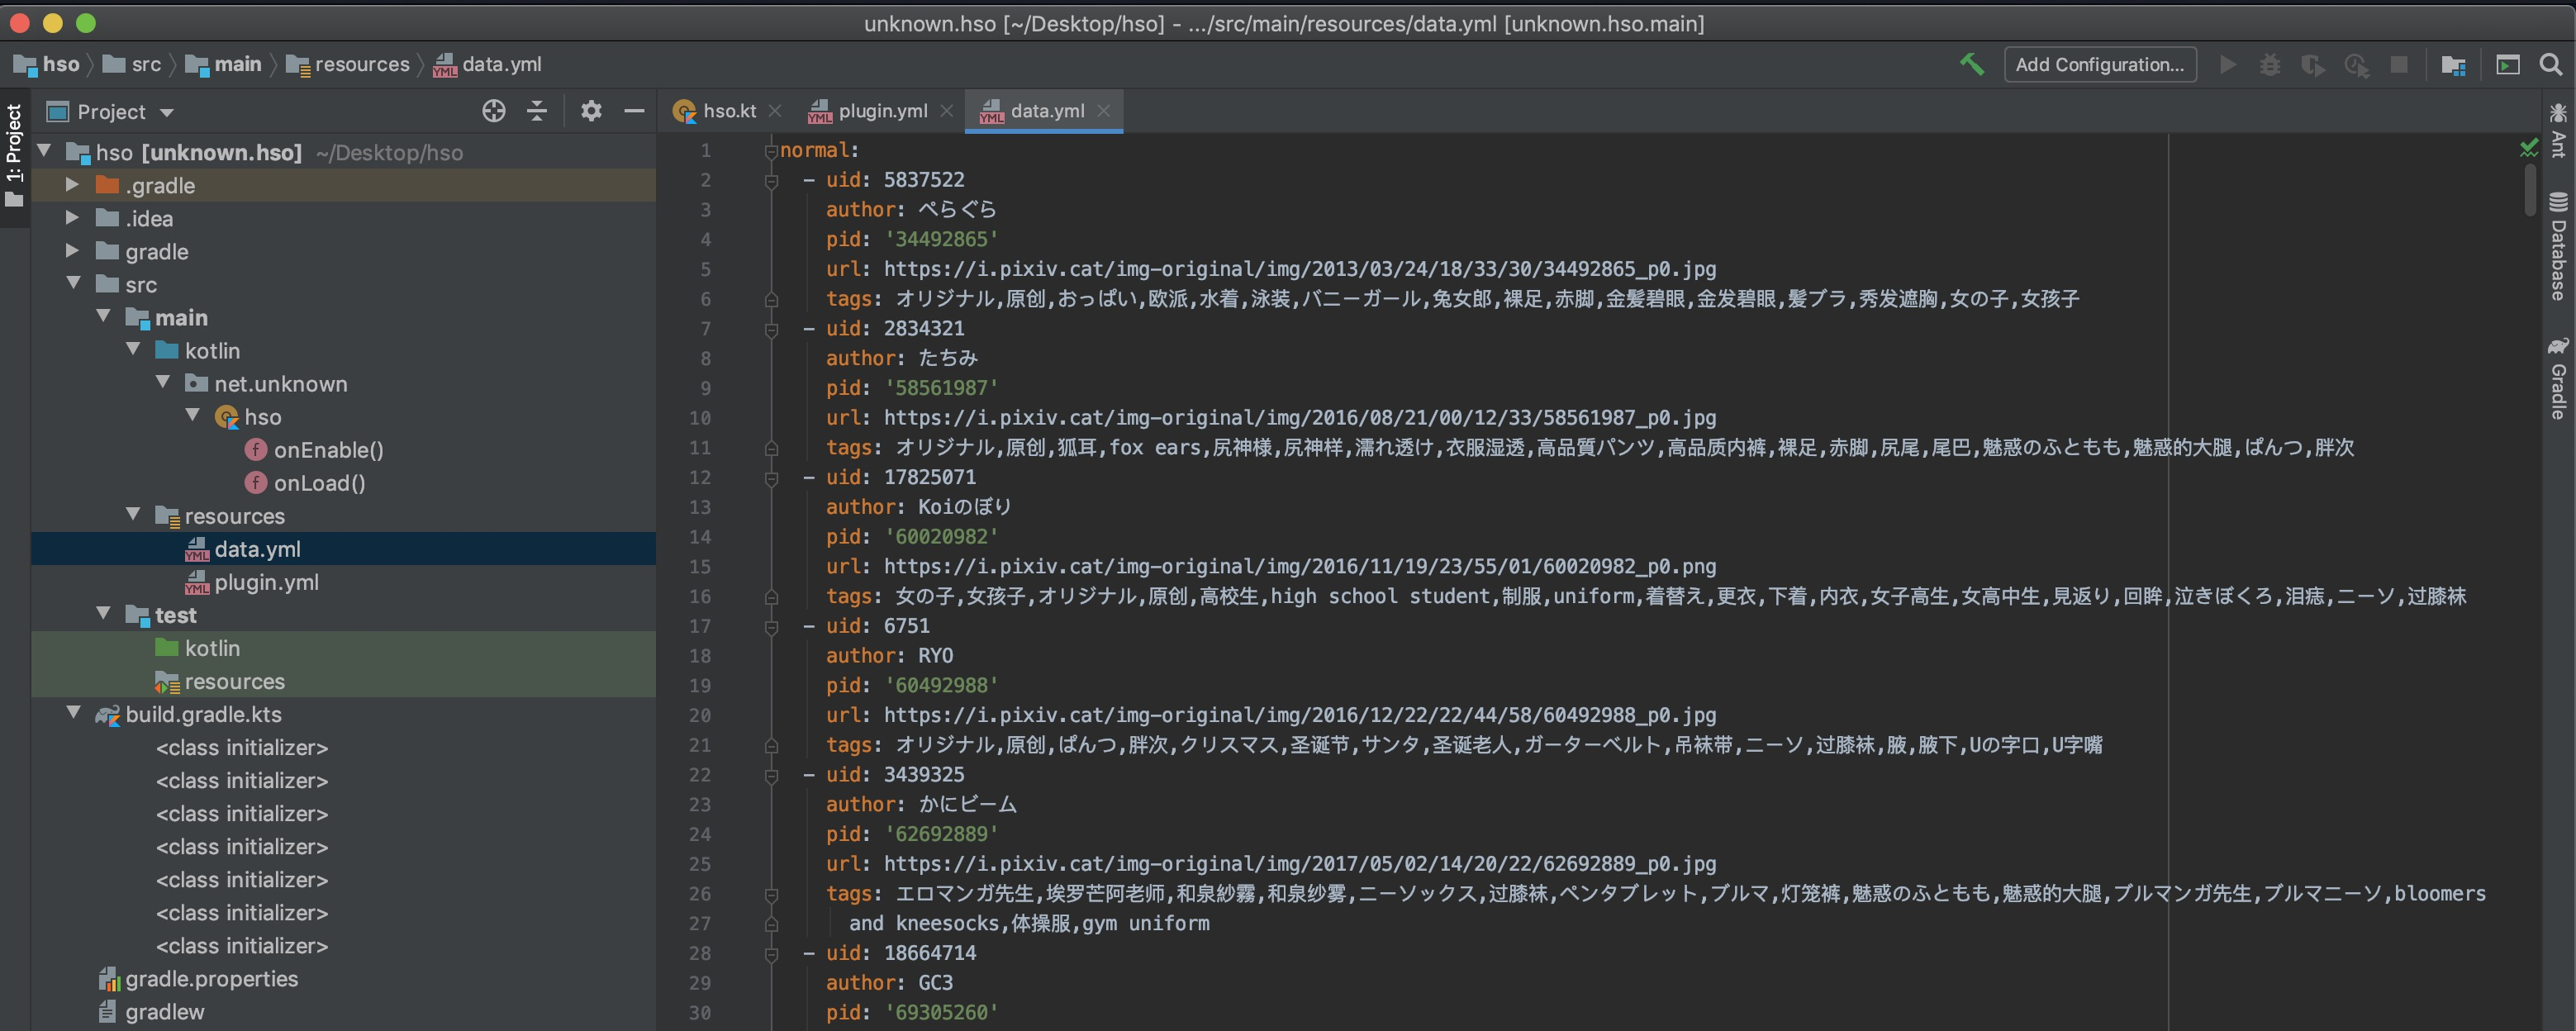 unknown.hso [~/Desktop/hso] - .../src/main/resources/data.yml [unknown.hso.main]
hso src main resources data.yml Add Configuration...
Project hso.kt plugin.yml data.yml
1: Project
hso [unknown.hso] ~/Desktop/hso
.gradle
.idea
gradle
src
main
kotlin
net.unknown
hso
onEnable()
onLoad()
resources
data.yml
plugin.yml
test
kotlin
resources
build.gradle.kts
<class initializer>
<class initializer>
<class initializer>
<class initializer>
<class initializer>
<class initializer>
<class initializer>
gradle.properties
gradlew
1 normal:
2 - uid: 5837522
3 author: ぺらぐら
4 pid: '34492865'
5 url: https://i.pixiv.cat/img-original/img/2013/03/24/18/33/30/34492865_p0.jpg
6 tags: オリジナル,原创,おっぱい,欧派,水着,泳装,バニーガール,兔女郎,裸足,赤脚,金髪碧眼,金发碧眼,髪ブラ,秀发遮胸,女の子,女孩子
7 - uid: 2834321
8 author: たちみ
9 pid: '58561987'
10 url: https://i.pixiv.cat/img-original/img/2016/08/21/00/12/33/58561987_p0.jpg
11 tags: オリジナル,原创,狐耳,fox ears,尻神様,尻神样,濡れ透け,衣服湿透,高品質パンツ,高品质内裤,裸足,赤脚,尻尾,尾巴,魅惑のふともも,魅惑的大腿,ぱんつ,胖次
12 - uid: 17825071
13 author: Koiのぼり
14 pid: '60020982'
15 url: https://i.pixiv.cat/img-original/img/2016/11/19/23/55/01/60020982_p0.png
16 tags: 女の子,女孩子,オリジナル,原创,高校生,high school student,制服,uniform,着替え,更衣,下着,内衣,女子高生,女高中生,見返り,回眸,泣きぼくろ,泪痣,ニーソ,过膝袜
17 - uid: 6751
18 author: RYO
19 pid: '60492988'
20 url: https://i.pixiv.cat/img-original/img/2016/12/22/22/44/58/60492988_p0.jpg
21 tags: オリジナル,原创,ぱんつ,胖次,クリスマス,圣诞节,サンタ,圣诞老人,ガーターベルト,吊袜带,ニーソ,过膝袜,腋,腋下,Uの字口,U字嘴
22 - uid: 3439325
23 author: かにビーム
24 pid: '62692889'
25 url: https://i.pixiv.cat/img-original/img/2017/05/02/14/20/22/62692889_p0.jpg
26 tags: エロマンガ先生,埃罗芒阿老师,和泉紗霧,和泉纱雾,ニーソックス,过膝袜,ペンタブレット,ブルマ,灯笼裤,魅惑のふともも,魅惑的大腿,ブルマンガ先生,ブルマニーソ,bloomers
27 and kneesocks,体操服,gym uniform
28 - uid: 18664714
29 author: GC3
30 pid: '69305260'
Ant
Database
Gradle